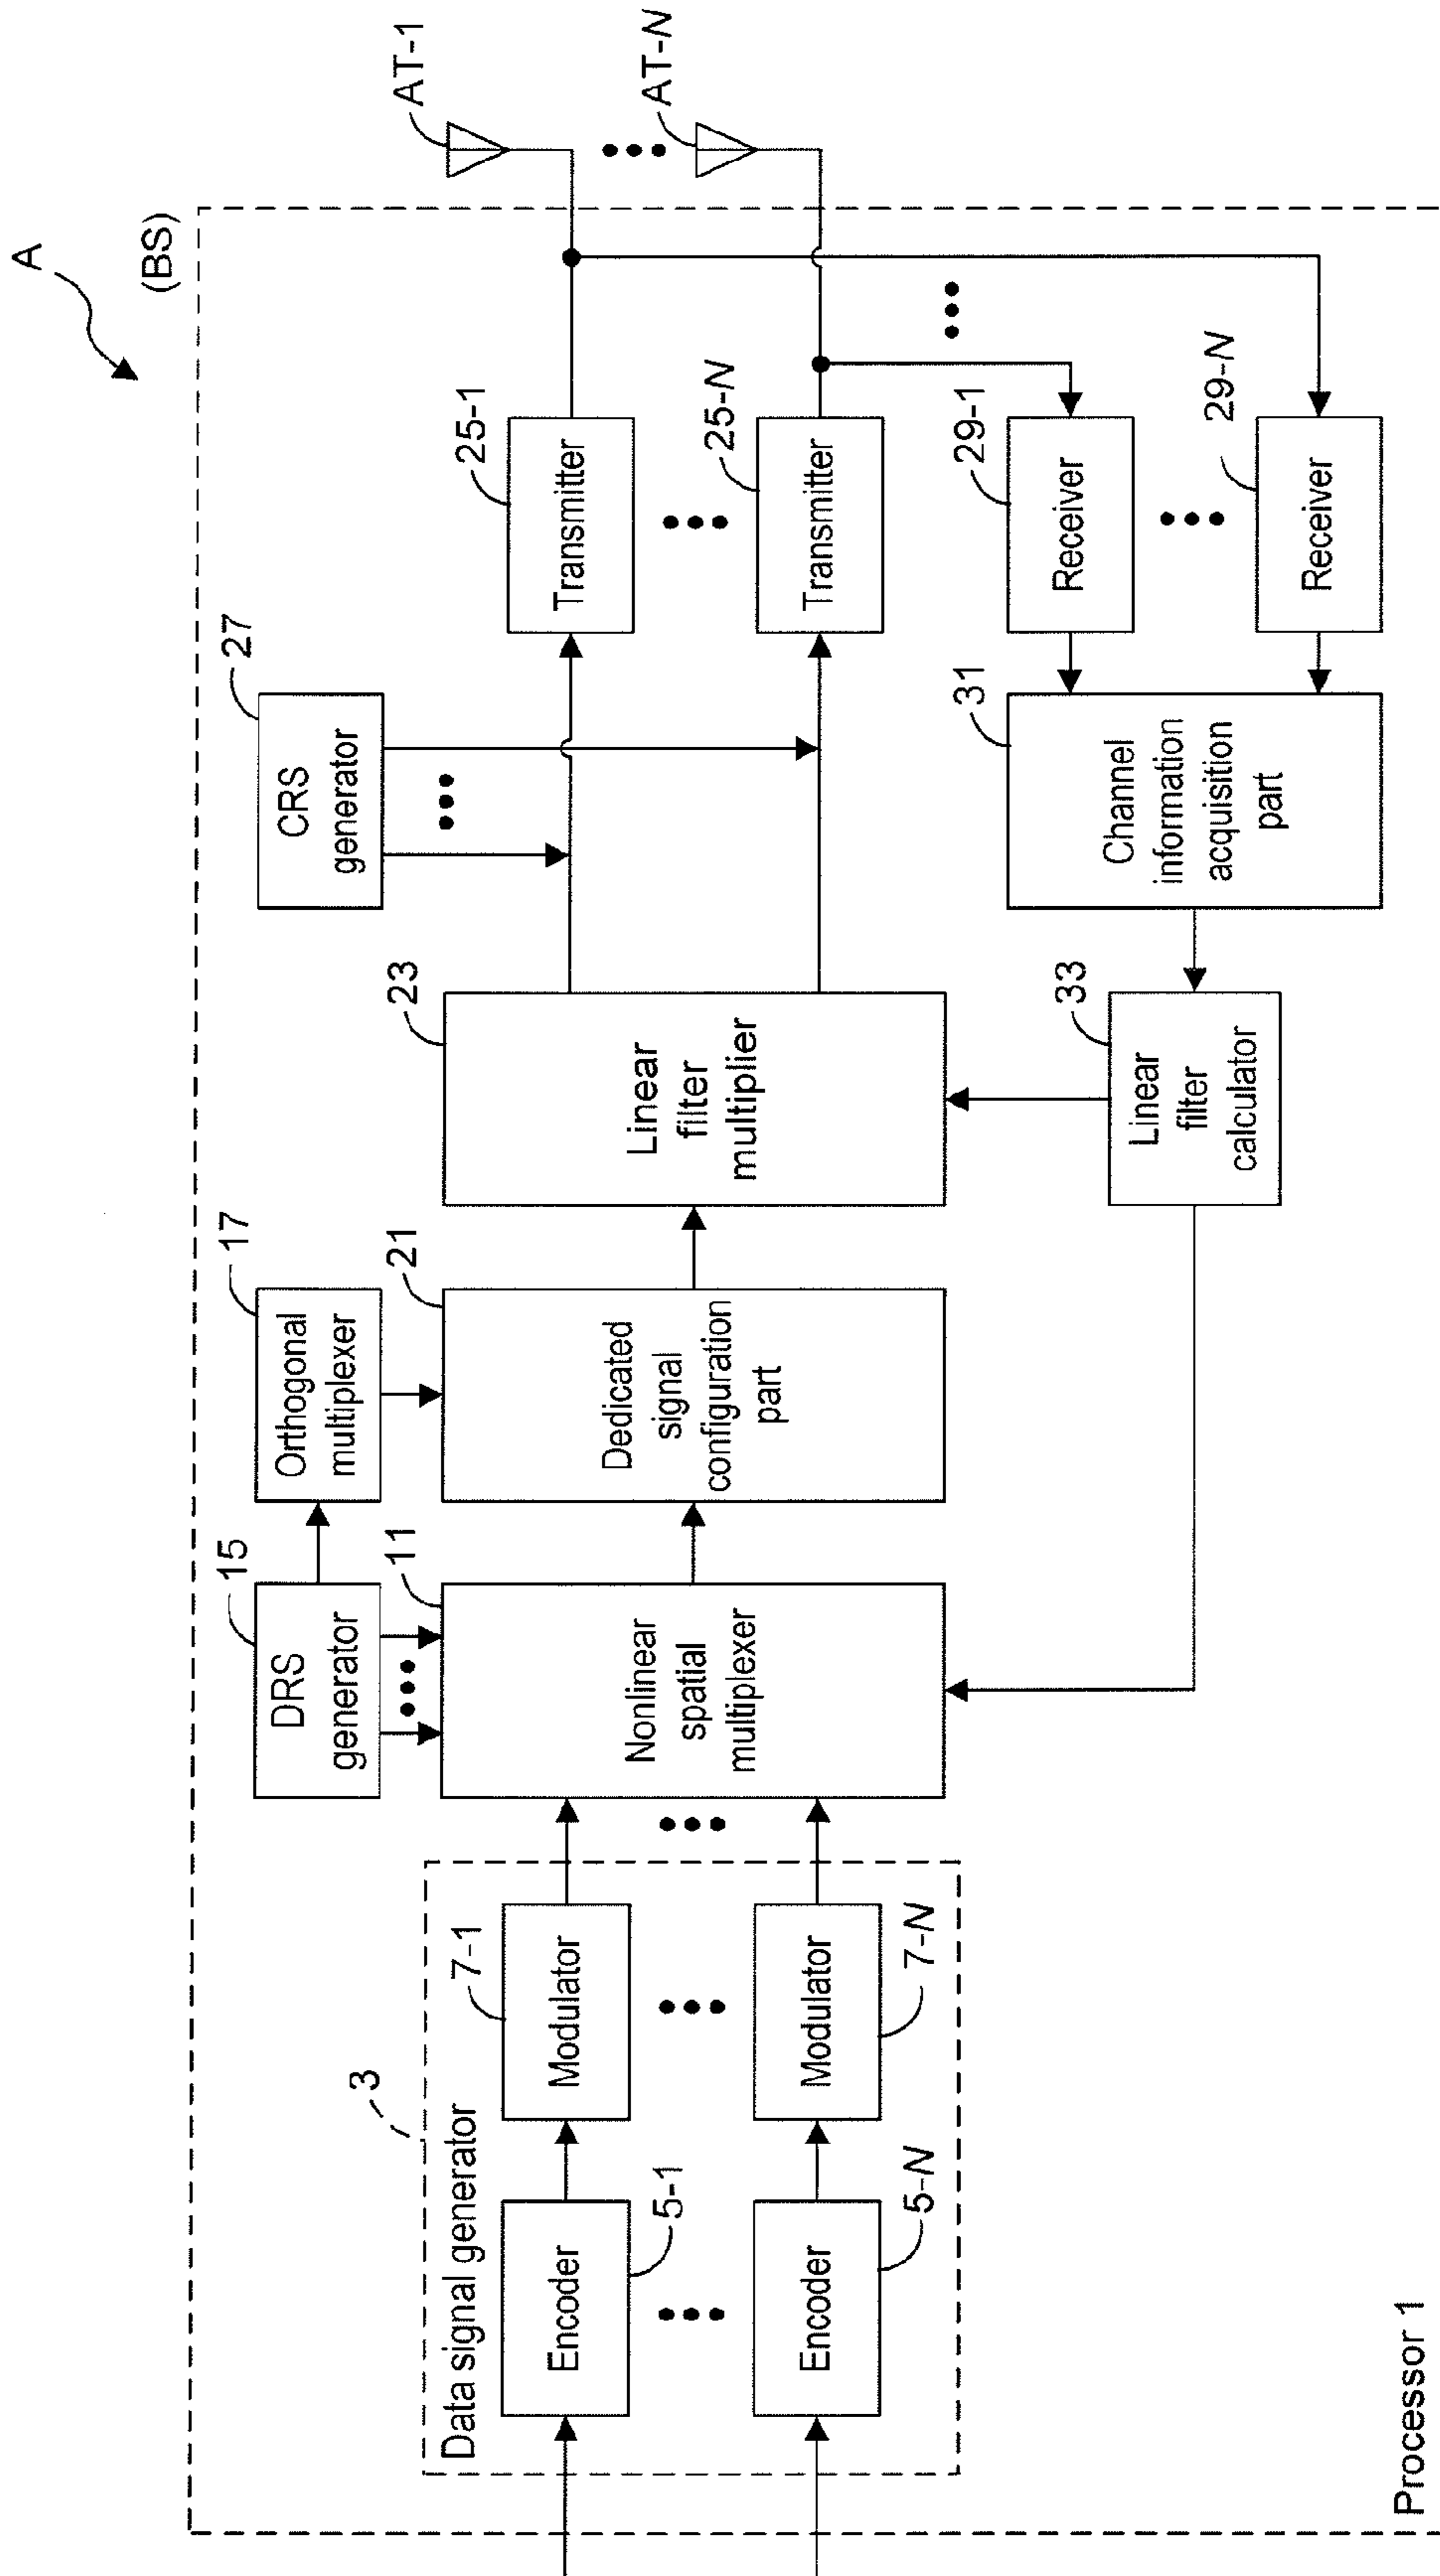 A
(BS)
AT-1
AT-N
27
CRS
generator
25-1
Transmitter
25-N
Transmitter
29-1
Receiver
29-N
Receiver
31
Channel
information
acquisition
part
33
Linear
filter
calculator
23
Linear
filter
multiplier
17
Orthogonal
multiplexer
21
Dedicated
signal
configuration
part
15
DRS
generator
11
Nonlinear
spatial
multiplexer
3
Data signal generator
7-1
Modulator
7-N
Modulator
5-1
Encoder
5-N
Encoder
Processor 1